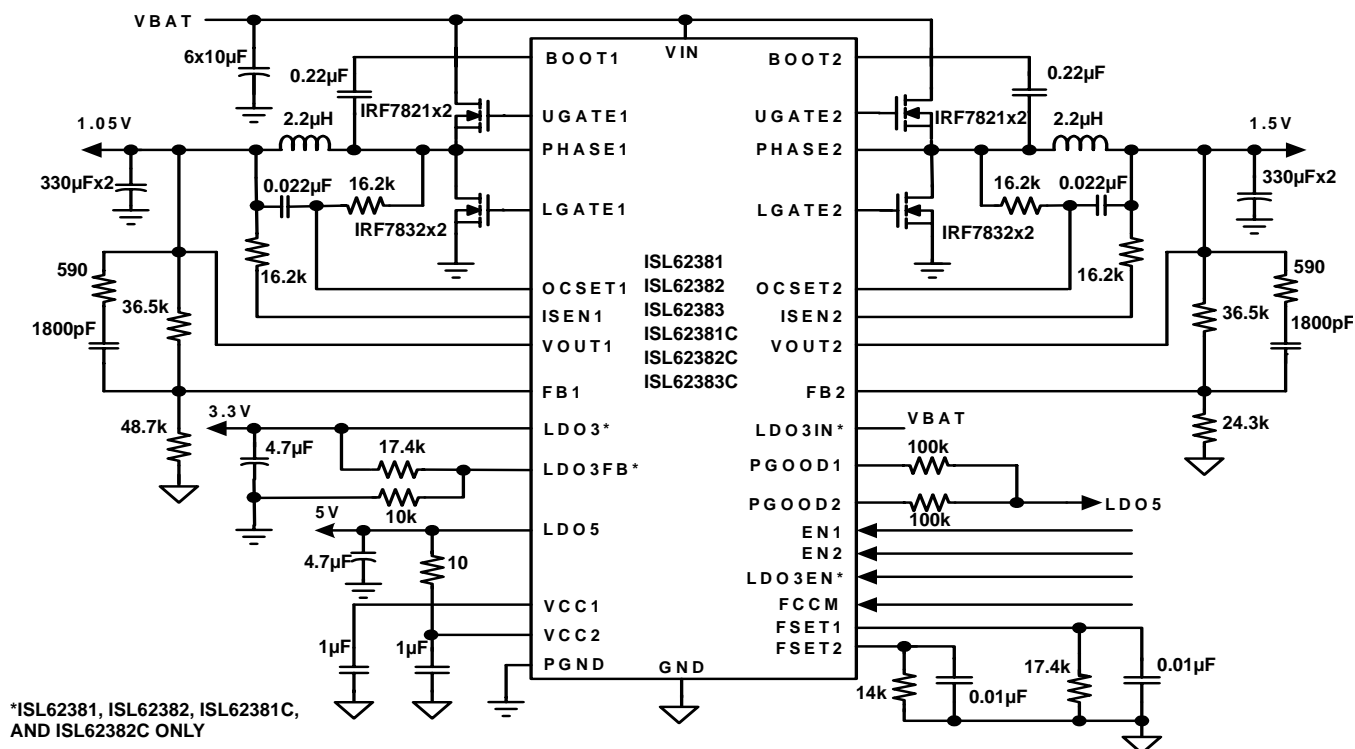 VBAT
6x10µF
0.22µF
IRF7821x2
1.05V
2.2µH
330µFx2
0.022µF
16.2k
IRF7832x2
16.2k
590
36.5k
1800pF
48.7k
3.3V
4.7µF
17.4k
10k
5V
4.7µF
10
1µF
1µF
VIN
BOOT1
UGATE1
PHASE1
LGATE1
OCSET1
ISEN1
VOUT1
FB1
LDO3*
LDO3FB*
LDO5
VCC1
VCC2
PGND
GND
ISL62381
ISL62382
ISL62383
ISL62381C
ISL62382C
ISL62383C
BOOT2
UGATE2
PHASE2
LGATE2
OCSET2
ISEN2
VOUT2
FB2
LDO3IN*
PGOOD1
PGOOD2
EN1
EN2
LDO3EN*
FCCM
FSET1
FSET2
0.22µF
IRF7821x2
2.2µH
1.5V
330µFx2
16.2k
0.022µF
IRF7832x2
16.2k
590
36.5k
1800pF
24.3k
VBAT
100k
100k
LDO5
14k
0.01µF
17.4k
0.01µF
*ISL62381, ISL62382, ISL62381C,
AND ISL62382C ONLY